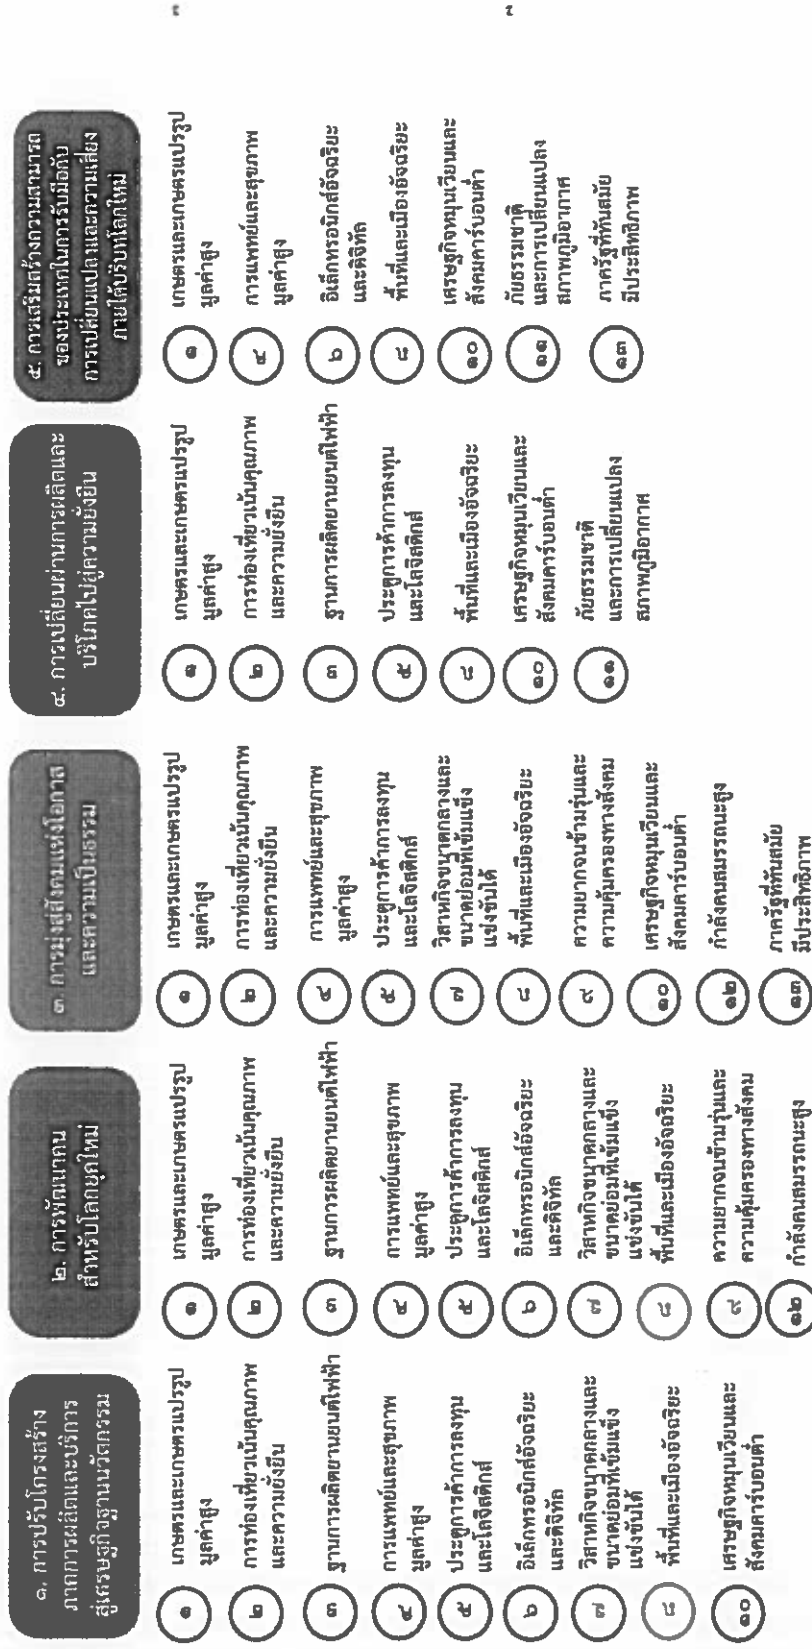 ๑. การปรับโครงสร้าง
ภาคการผลิตและบริการ
สู่เศรษฐกิจฐานนวัตกรรม
๑ เกษตรและเกษตรแปรรูป
มูลค่าสูง
๒ การท่องเที่ยวเน้นคุณภาพ
และความยั่งยืน
๓ ฐานการผลิตยานยนต์ไฟฟ้า
๔ การแพทย์และสุขภาพ
มูลค่าสูง
๕ ประตูการค้าการลงทุน
และโลจิสติกส์
๖ อิเล็กทรอนิกส์อัจฉริยะ
และดิจิทัล
๗ วิสาหกิจขนาดกลางและ
ขนาดย่อมที่เข้มแข็ง
แข่งขันได้
๘ พื้นที่และเมืองอัจฉริยะ
๑๐ เศรษฐกิจหมุนเวียนและ
สังคมคาร์บอนต่ำ
๒. การพัฒนาคน
สำหรับโลกยุคใหม่
๑ เกษตรและเกษตรแปรรูป
มูลค่าสูง
๒ การท่องเที่ยวเน้นคุณภาพ
และความยั่งยืน
๓ ฐานการผลิตยานยนต์ไฟฟ้า
๔ การแพทย์และสุขภาพ
มูลค่าสูง
๕ ประตูการค้าการลงทุน
และโลจิสติกส์
๖ อิเล็กทรอนิกส์อัจฉริยะ
และดิจิทัล
๗ วิสาหกิจขนาดกลางและ
ขนาดย่อมที่เข้มแข็ง
แข่งขันได้
๘ พื้นที่และเมืองอัจฉริยะ
๙ ความยากจนข้ามรุ่นและ
ความคุ้มครองทางสังคม
๑๒ กำลังคนสมรรถนะสูง
๓. การมุ่งสู่สังคมแห่งโอกาส
และความเป็นธรรม
๑ เกษตรและเกษตรแปรรูป
มูลค่าสูง
๒ การท่องเที่ยวเน้นคุณภาพ
และความยั่งยืน
๔ การแพทย์และสุขภาพ
มูลค่าสูง
๕ ประตูการค้าการลงทุน
และโลจิสติกส์
๗ วิสาหกิจขนาดกลางและ
ขนาดย่อมที่เข้มแข็ง
แข่งขันได้
๘ พื้นที่และเมืองอัจฉริยะ
๙ ความยากจนข้ามรุ่นและ
ความคุ้มครองทางสังคม
๑๐ เศรษฐกิจหมุนเวียนและ
สังคมคาร์บอนต่ำ
๑๒ กำลังคนสมรรถนะสูง
๑๓ ภาครัฐที่ทันสมัย
มีประสิทธิภาพ
๔. การเปลี่ยนผ่านการผลิตและ
บริโภคไปสู่ความยั่งยืน
๑ เกษตรและเกษตรแปรรูป
มูลค่าสูง
๒ การท่องเที่ยวเน้นคุณภาพ
และความยั่งยืน
๓ ฐานการผลิตยานยนต์ไฟฟ้า
๕ ประตูการค้าการลงทุน
และโลจิสติกส์
๘ พื้นที่และเมืองอัจฉริยะ
๑๐ เศรษฐกิจหมุนเวียนและ
สังคมคาร์บอนต่ำ
๑๑ ภัยธรรมชาติ
และการเปลี่ยนแปลง
สภาพภูมิอากาศ
๕. การเสริมสร้างความสามารถ
ของประเทศในการรับมือกับ
การเปลี่ยนแปลงและความเสี่ยง
ภายใต้บริบทโลกใหม่
๑ เกษตรและเกษตรแปรรูป
มูลค่าสูง
๔ การแพทย์และสุขภาพ
มูลค่าสูง
๖ อิเล็กทรอนิกส์อัจฉริยะ
และดิจิทัล
๘ พื้นที่และเมืองอัจฉริยะ
๑๐ เศรษฐกิจหมุนเวียนและ
สังคมคาร์บอนต่ำ
๑๑ ภัยธรรมชาติ
และการเปลี่ยนแปลง
สภาพภูมิอากาศ
๑๓ ภาครัฐที่ทันสมัย
มีประสิทธิภาพ